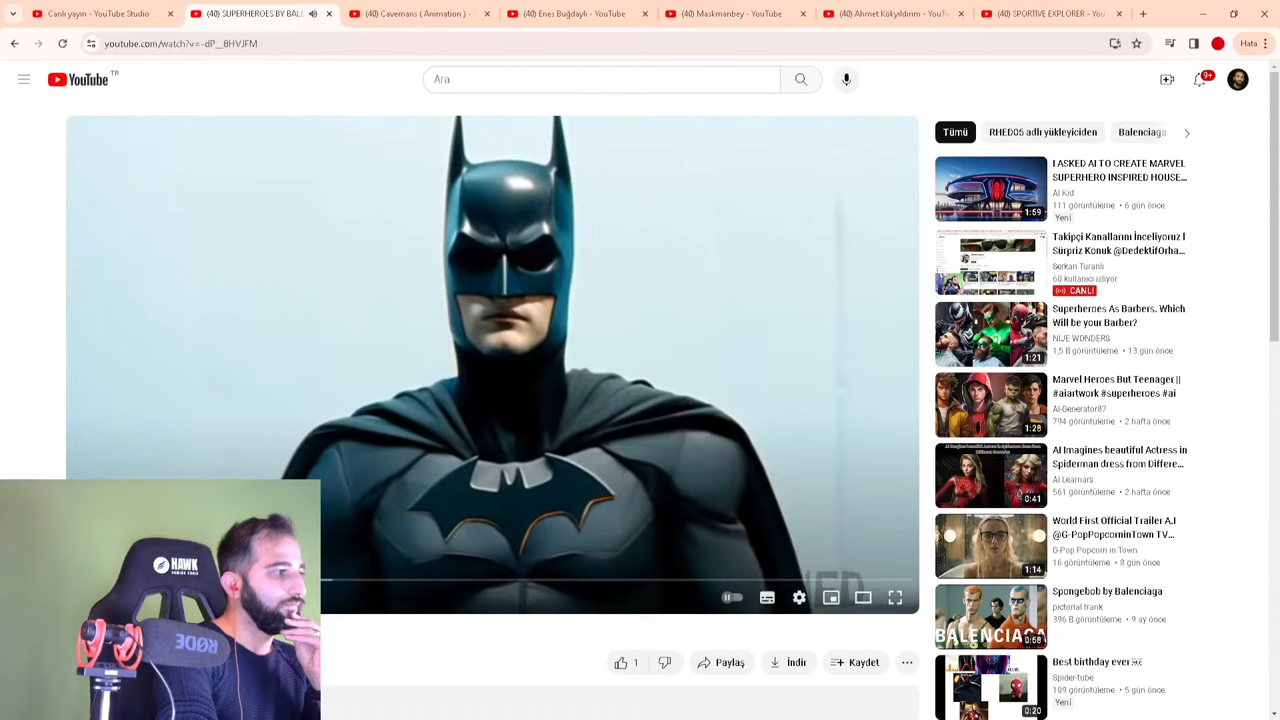 Canlı yayın - YouTube Studio
(40) SUPERHEROES BY BAL
(40) Cavemans ( Animation
(40) En
Buğdaylı - YouTube
(40) Mask
YouTube
(40) Ahme
rım - YouTu
(40) SPORTIVE EXPLORER - You
youtube.com/watch?v=-dP__8HVJFM
Hata
YouTube TR
Ara
9+
Tümü
RHED05 adlı yükleyiciden
Balenciaga
I ASKED AI TO CREATE MARVEL
SUPERHERO INSPIRED HOUSE...
AI Kid
111 görüntüleme • 6 gün önce
Yeni
1:59
Takipçi Kanallarını İnceliyoruz l
Sürpriz Konuk @DedektifOrha...
Serkan Turanlı
60 kullanıcı izliyor
CANLI
Superheroes As Barbers. Which
Will be your Barber?
NIJE WONDERS
1,5 B görüntüleme • 13 gün önce
1:21
Marvel Heroes But Teenager ||
#aiartwork #superheroes #ai
AI-Generator87
794 görüntüleme • 2 hafta önce
1:28
AI Imagines beautiful Actress in
Spiderman dress from Differe...
AI Learnars
561 görüntüleme • 2 hafta önce
0:41
World First Official Trailer A.I
@G-PopPopcorninTown TV...
G-Pop Popcorn in Town
16 görüntüleme • 8 gün önce
1:14
Spongebob by Balenciaga
pictorial frank
396 B görüntüleme • 9 ay önce
BALENCIAGA
0:58
Best birthday ever
Spider-tube
109 görüntüleme • 5 gün önce
Yeni
0:20
İndir
Kaydet
HAWK
GAMING CHAIR
RØDE